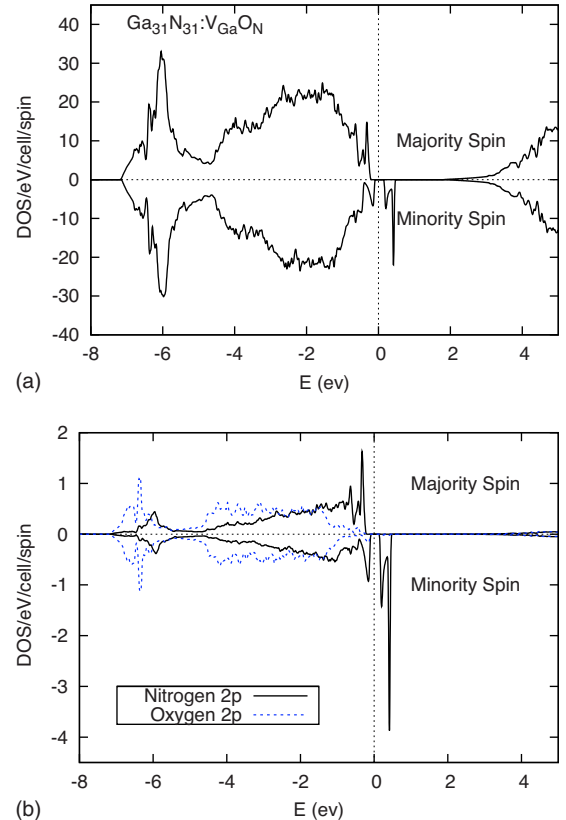 Ga31N31:VGaON
40
30
20
10
0
-10
-20
-30
-40
DOS/eV/cell/spin
Majority Spin
Minority Spin
-8 -6 -4 -2 0 2 4
E (ev)
(a)
2
1
0
-1
-2
-3
-4
DOS/eV/cell/spin
Majority Spin
Minority Spin
Nitrogen 2p
Oxygen 2p
-8 -6 -4 -2 0 2 4
E (ev)
(b)